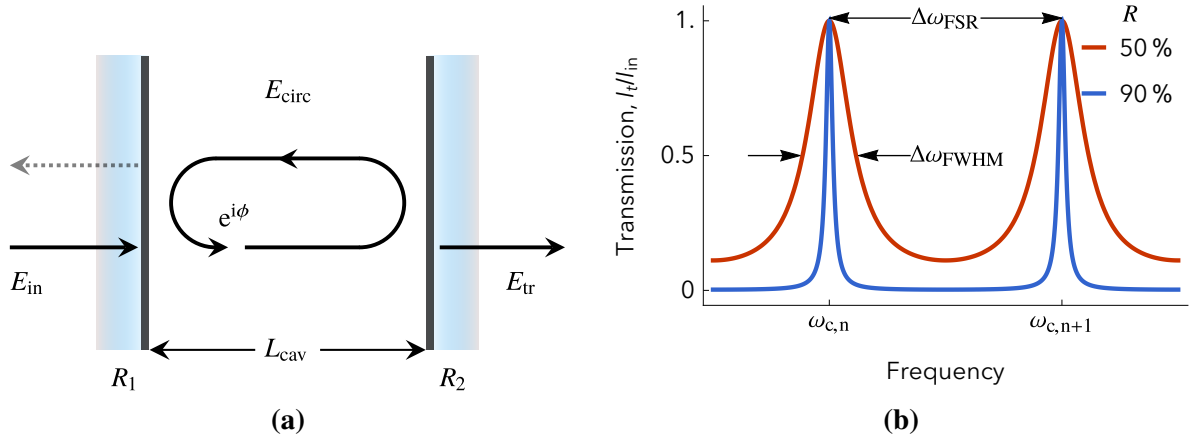 E_circ
e^iϕ
E_in
E_tr
L_cav
R_1
R_2
(a)
Transmission, I_t/I_in
1.
0.5
0
Δω_FSR
R
50 %
90 %
Δω_FWHM
ω_c,n
ω_c,n+1
Frequency
(b)